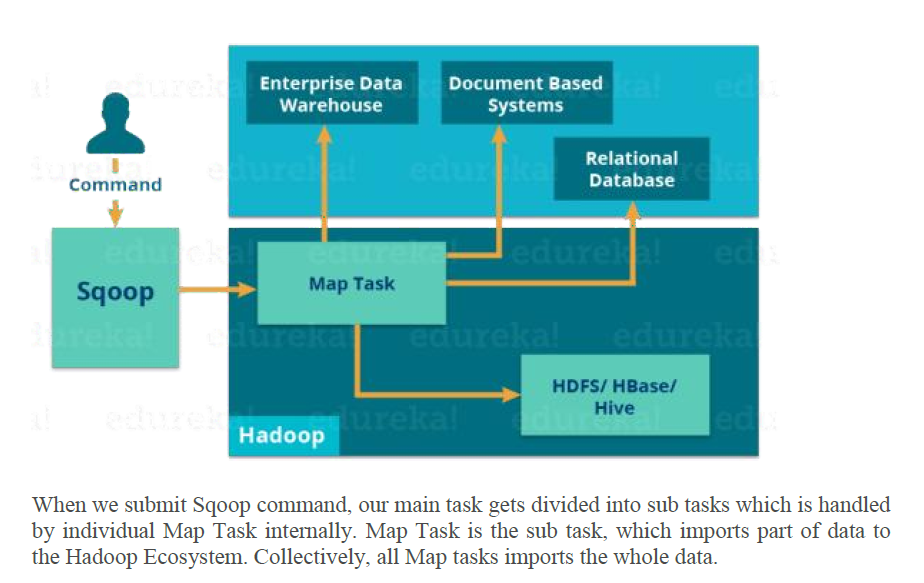 Enterprise Data
Warehouse
Document Based
Systems
Relational
Database
Command
Sqoop
Map Task
HDFS/ HBase/
Hive
Hadoop
edureka!
When we submit Sqoop command, our main task gets divided into sub tasks which is handled
by individual Map Task internally. Map Task is the sub task, which imports part of data to
the Hadoop Ecosystem. Collectively, all Map tasks imports the whole data.